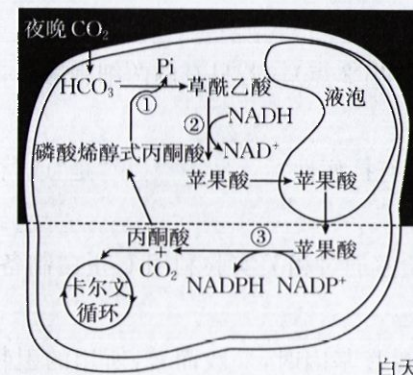 夜晚CO₂
Pi
HCO₃
草酰乙酸
液泡
①
②
NADH
磷酸烯醇式丙酮酸
NAD⁺
苹果酸
苹果酸
丙酮酸
+
CO₂
③
苹果酸
NADPH
NADP⁺
卡尔文
循环
白天